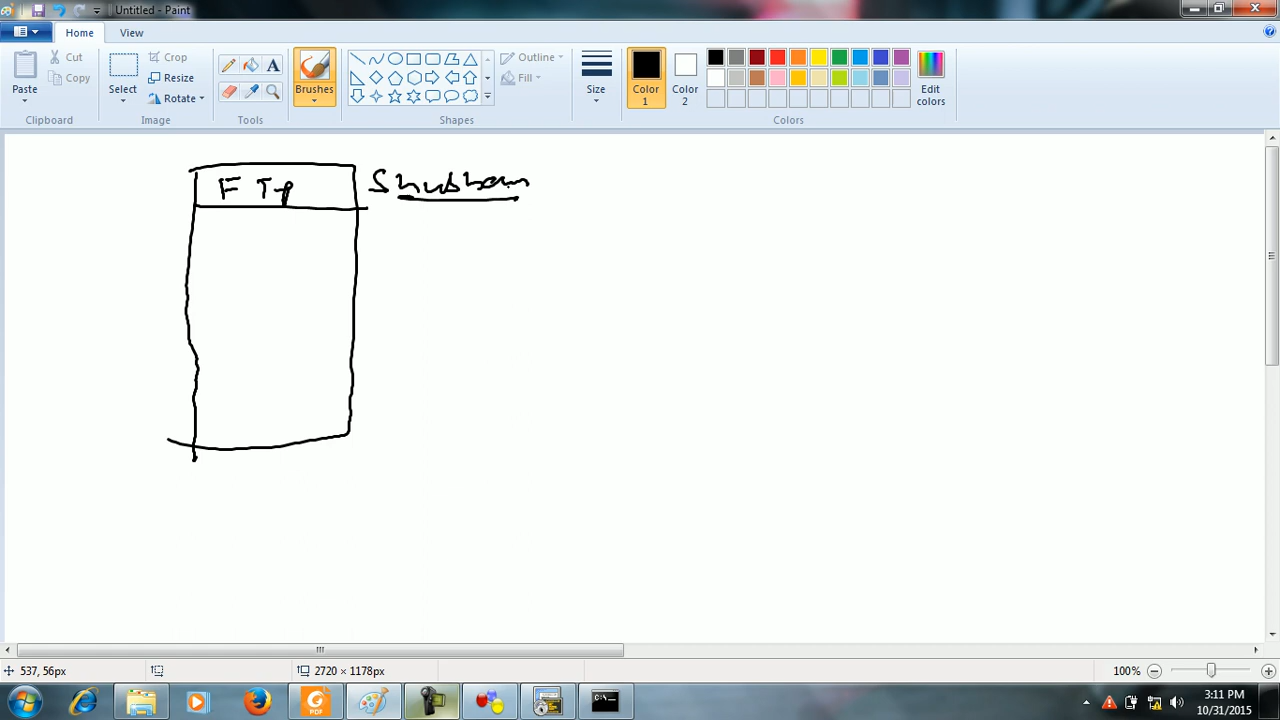 Untitled - Paint
Home View
Paste
Cut
Copy
Clipboard
Select
Crop
Resize
Rotate
Image
A
Tools
Brushes
Outline
Fill
Shapes
Size
Color 1
Color 2
Edit colors
Colors
F Tp Shubham
537, 56px
2720 × 1178px
100%
PDF
C:\_
3:11 PM
10/31/2015